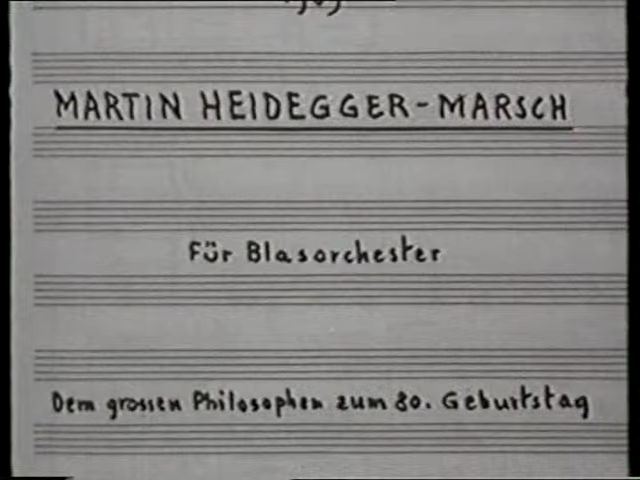 MARTIN HEIDEGGER-MARSCH
Für Blasorchester
Dem grossen Philosophen zum 80. Geburtstag